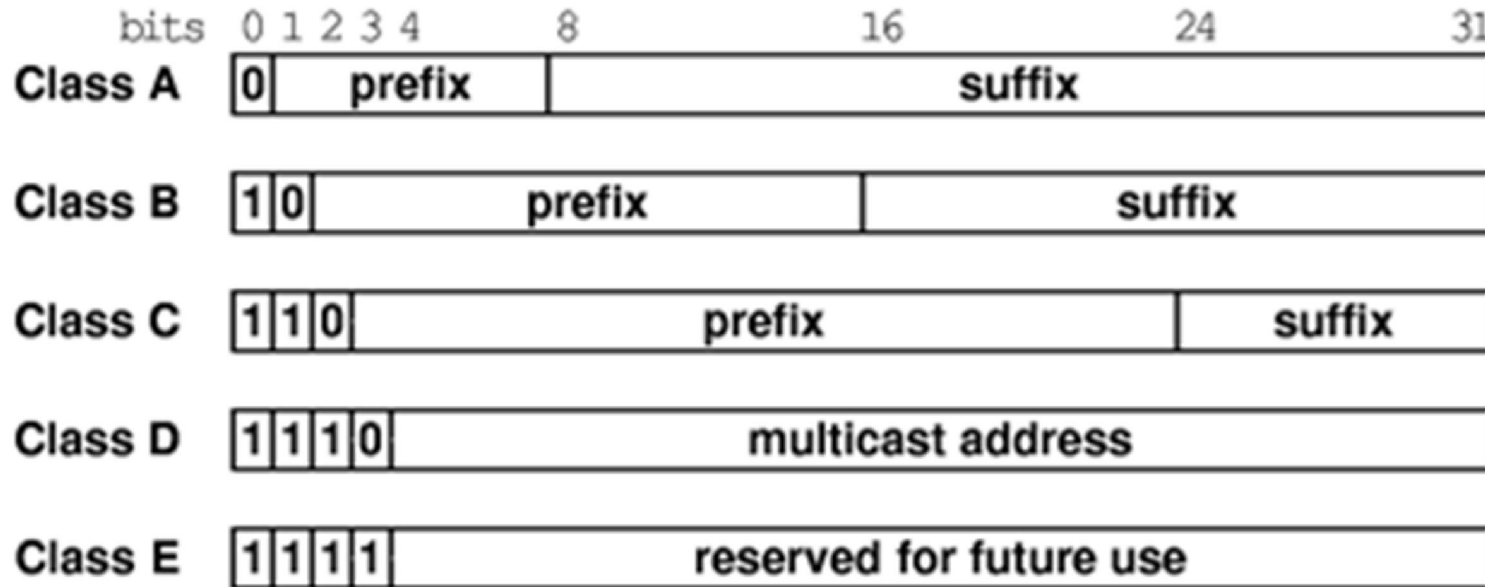 bits 0 1 2 3 4 8 16 24 31
Class A 0 prefix suffix
Class B 1 0 prefix suffix
Class C 1 1 0 prefix suffix
Class D 1 1 1 0 multicast address
Class E 1 1 1 1 reserved for future use